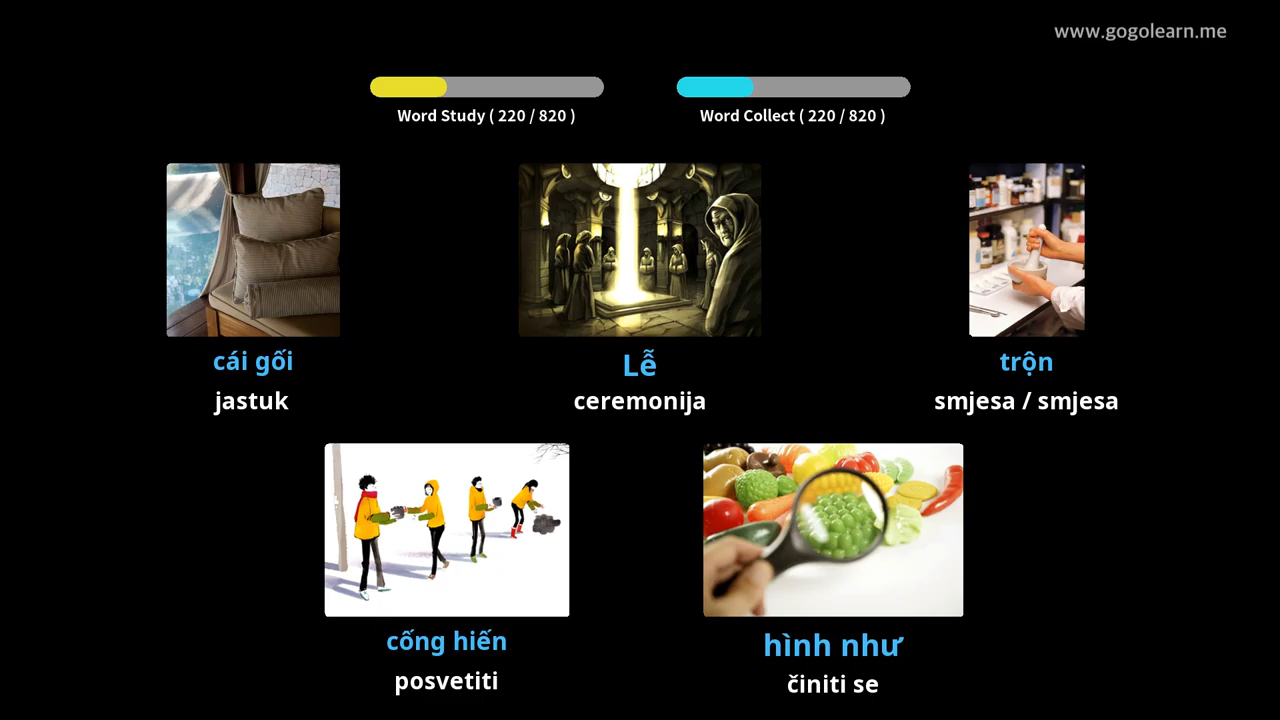 www.gogolearn.me
Word Study ( 220 / 820 )
Word Collect ( 220 / 820 )
cái gối
jastuk
Lễ
ceremonija
trộn
smjesa / smjesa
cống hiến
posvetiti
hình như
činiti se